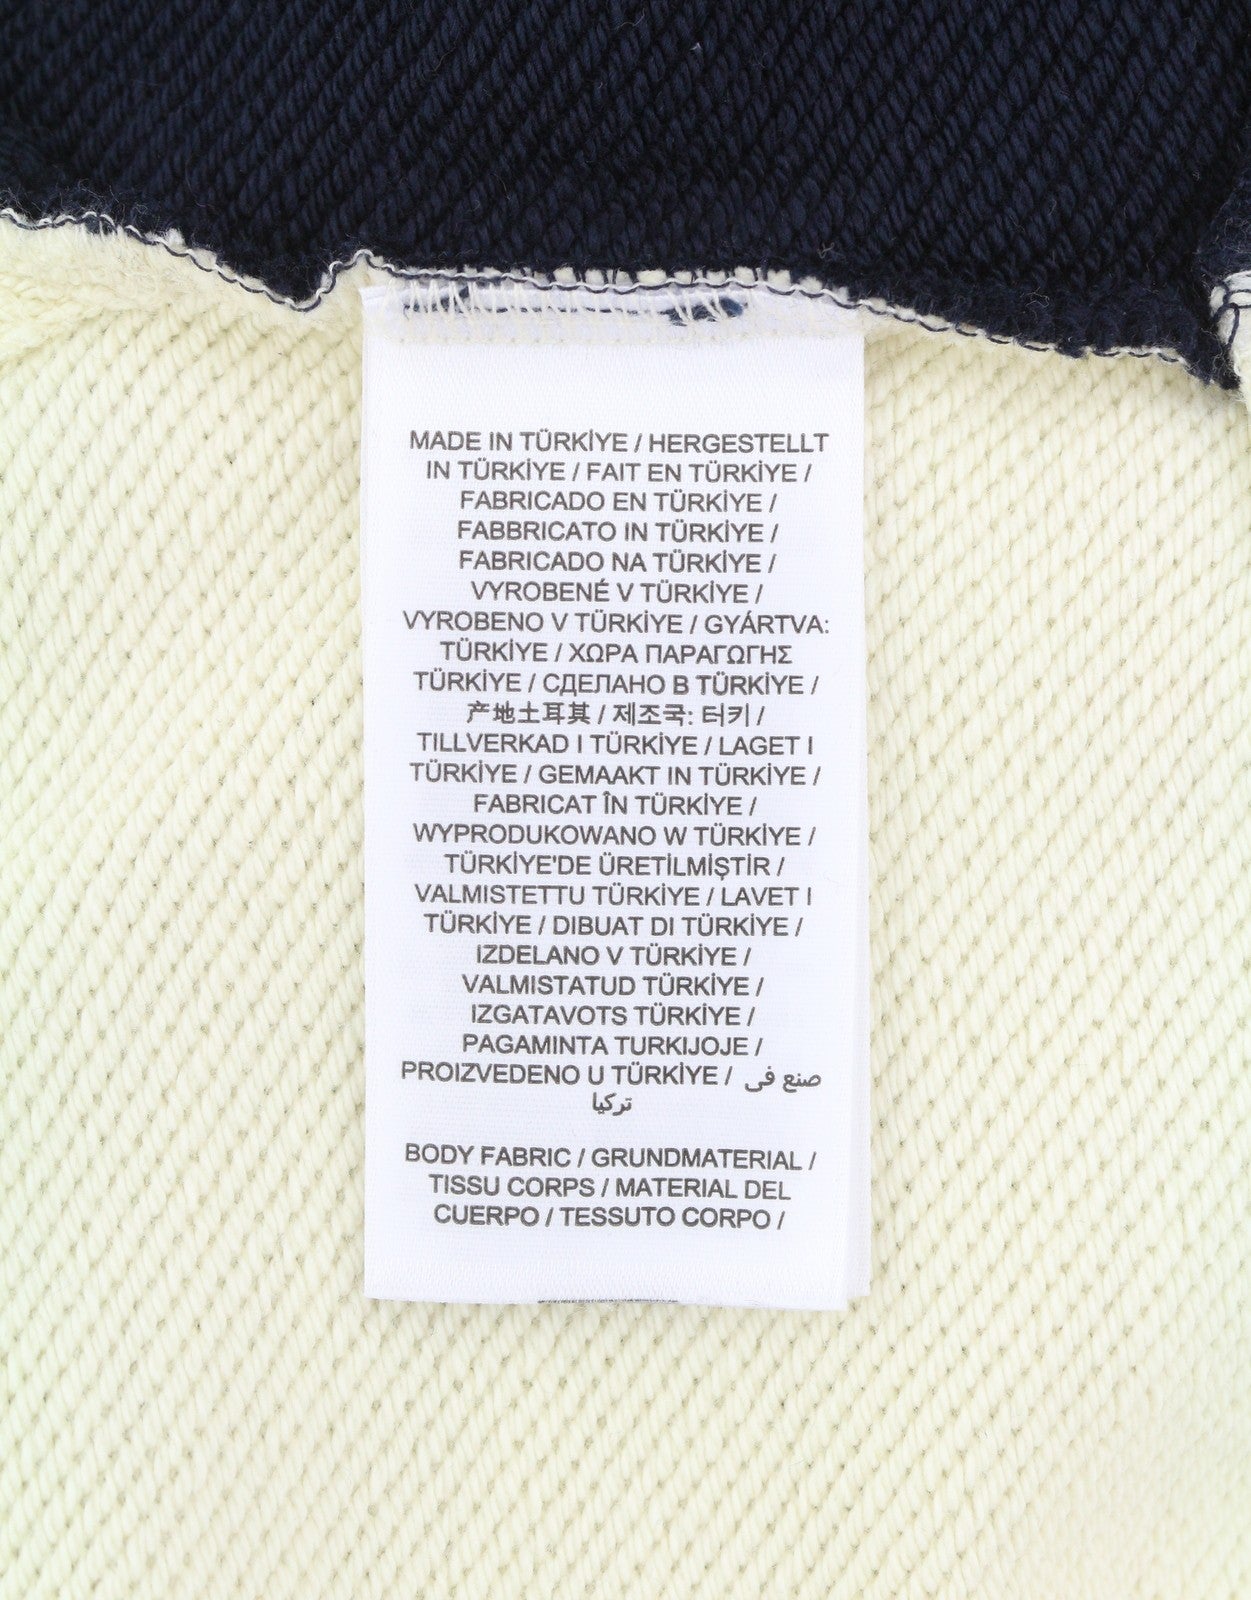 MADE IN TÜRKİYE / HERGESTELLT
IN TÜRKİYE / FAIT EN TÜRKİYE /
FABRICADO EN TÜRKİYE /
FABBRICATO IN TÜRKİYE /
FABRICADO NA TÜRKİYE /
VYROBENÉ V TÜRKİYE /
VYROBENO V TÜRKİYE / GYÁRTVA:
TÜRKİYE / ΧΩΡΑ ΠΑΡΑΓΩΓΗΣ
TÜRKİYE / СДЕЛАНО В TÜRKİYE /
产地土耳其 / 제조국: 터키 /
TILLVERKAD I TÜRKİYE / LAGET I
TÜRKİYE / GEMAAKT IN TÜRKİYE /
FABRICAT ÎN TÜRKİYE /
WYPRODUKOWANO W TÜRKİYE /
TÜRKİYE'DE ÜRETİLMİŞTİR /
VALMISTETTU TÜRKİYE / LAVET I
TÜRKİYE / DIBUAT DI TÜRKİYE /
IZDELANO V TÜRKİYE /
VALMISTATUD TÜRKİYE /
IZGATAVOTS TÜRKİYE /
PAGAMINTA TURKIJOJE /
PROIZVEDENO U TÜRKİYE / صنع فى
تركيا
BODY FABRIC / GRUNDMATERIAL /
TISSU CORPS / MATERIAL DEL
CUERPO / TESSUTO CORPO /